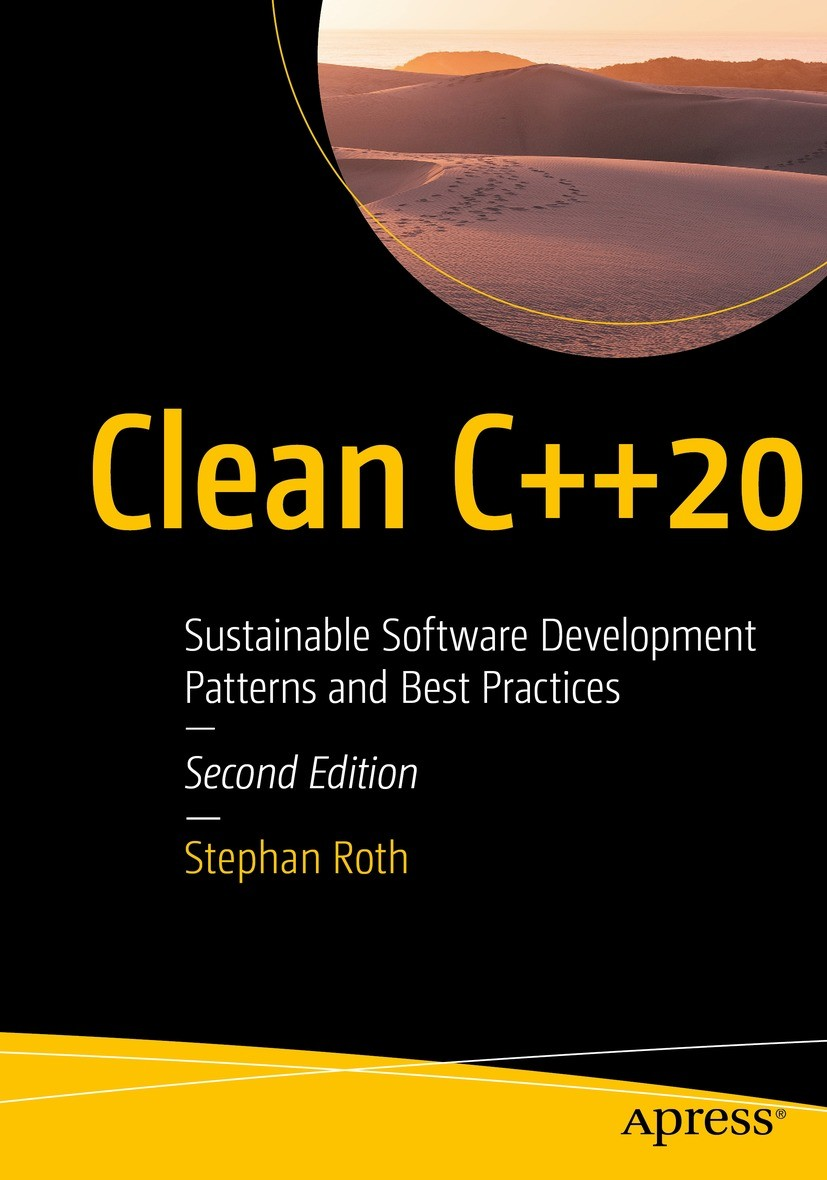 Clean C++20
Sustainable Software Development
Patterns and Best Practices
—
Second Edition
—
Stephan Roth
Apress®